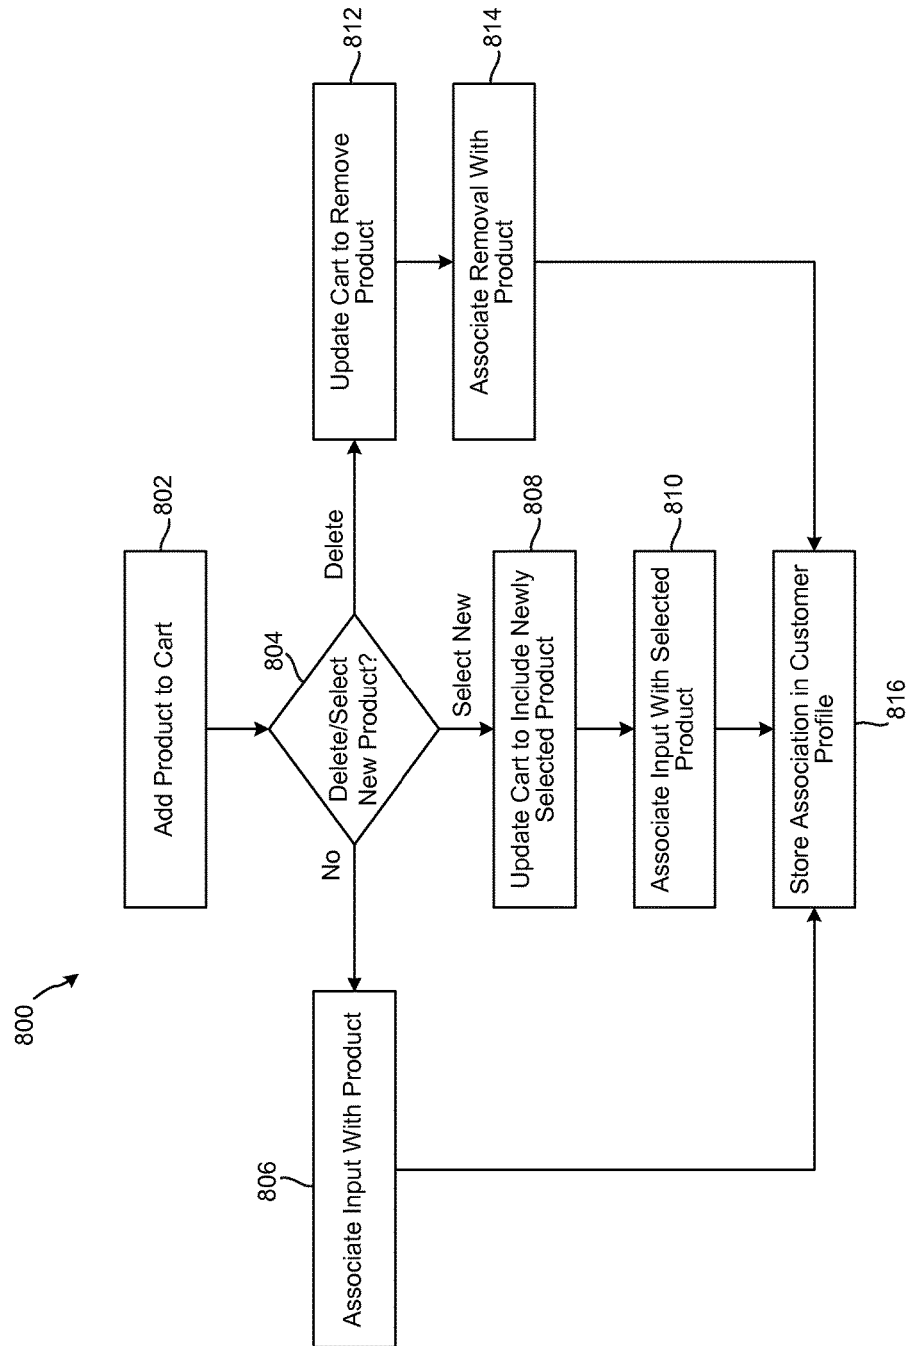 800
802
Add Product to Cart
804
Delete/Select
New Product?
No
Delete
Select New
806
Associate Input With Product
808
Update Cart to Include Newly
Selected Product
810
Associate Input With Selected
Product
812
Update Cart to Remove
Product
814
Associate Removal With
Product
Store Association in Customer
Profile
816